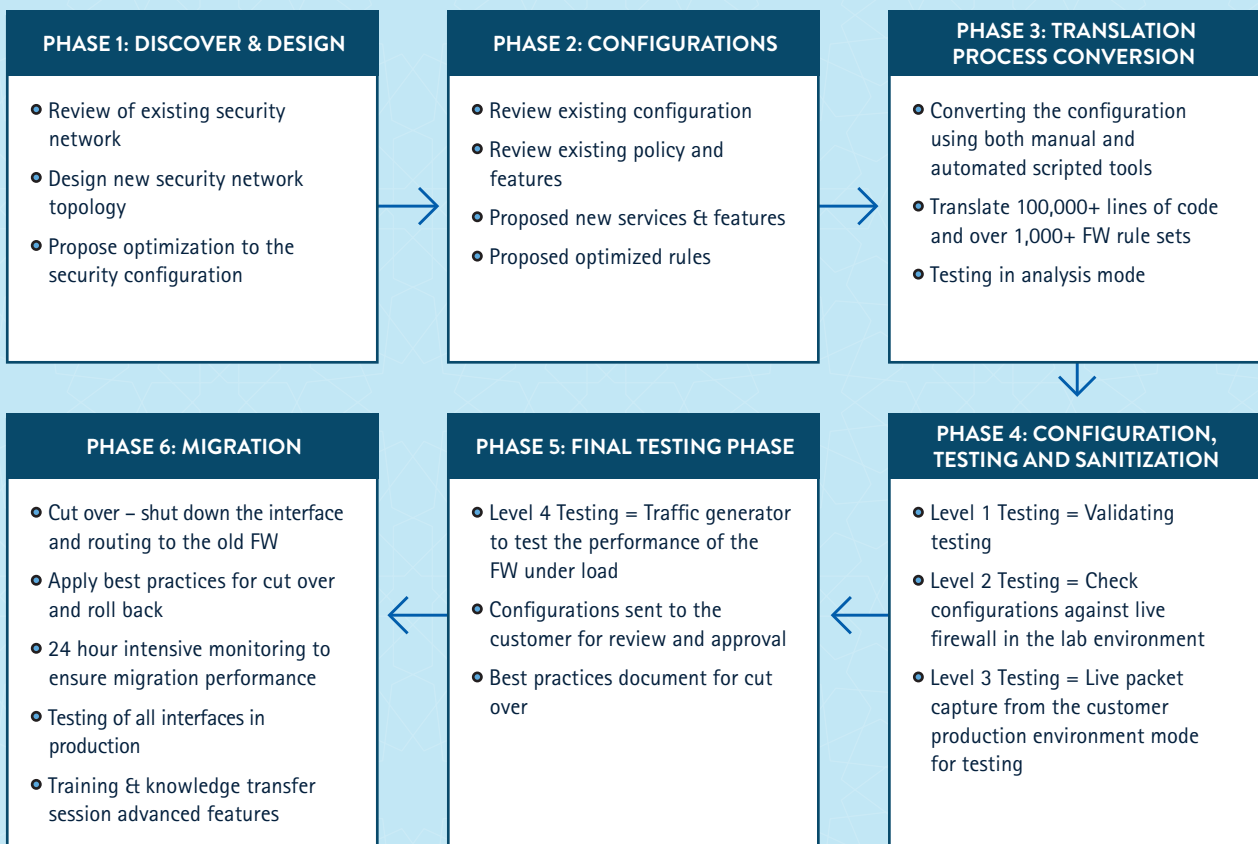 PHASE 1: DISCOVER & DESIGN
Review of existing security
network
Design new security network
topology
Propose optimization to the
security configuration
PHASE 2: CONFIGURATIONS
Review existing configuration
Review existing policy and
features
Proposed new services & features
Proposed optimized rules
PHASE 3: TRANSLATION
PROCESS CONVERSION
Converting the configuration
using both manual and
automated scripted tools
Translate 100,000+ lines of code
and over 1,000+ FW rule sets
Testing in analysis mode
PHASE 4: CONFIGURATION,
TESTING AND SANITIZATION
Level 1 Testing = Validating
testing
Level 2 Testing = Check
configurations against live
firewall in the lab environment
Level 3 Testing = Live packet
capture from the customer
production environment mode
for testing
PHASE 5: FINAL TESTING PHASE
Level 4 Testing = Traffic generator
to test the performance of the
FW under load
Configurations sent to the
customer for review and approval
Best practices document for cut
over
PHASE 6: MIGRATION
Cut over – shut down the interface
and routing to the old FW
Apply best practices for cut over
and roll back
24 hour intensive monitoring to
ensure migration performance
Testing of all interfaces in
production
Training & knowledge transfer
session advanced features